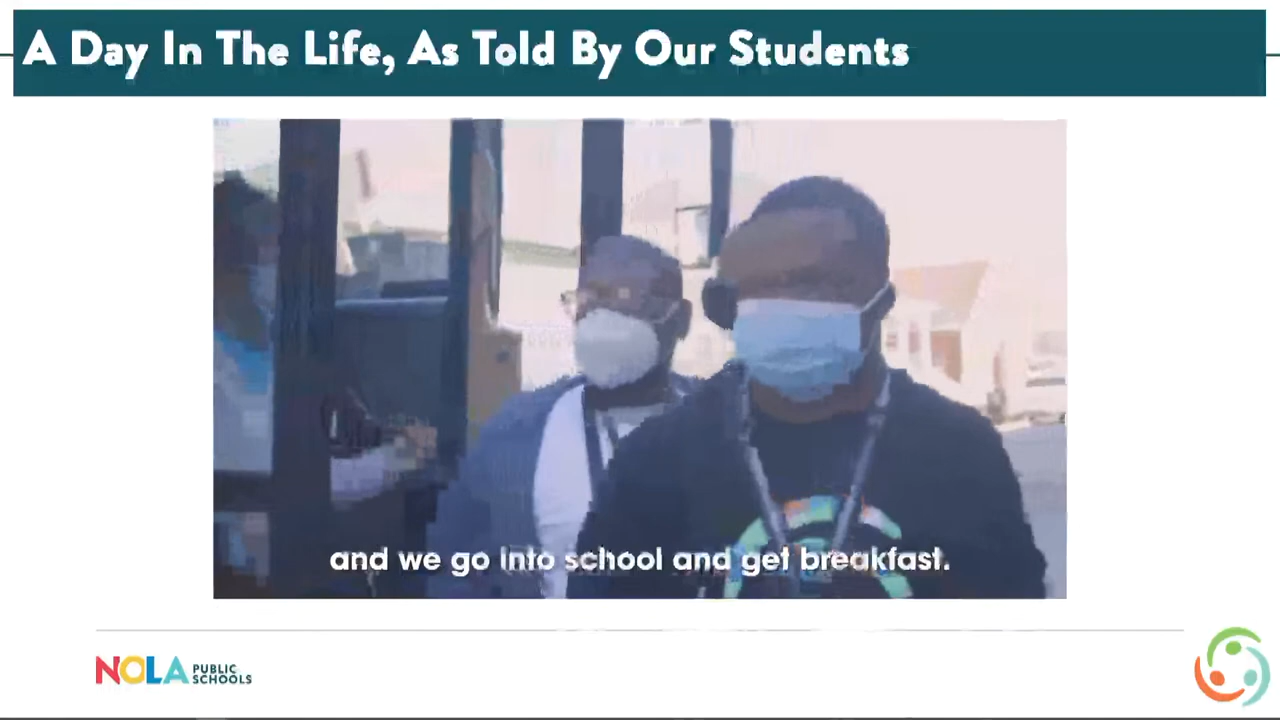 A Day In The Life, As Told By Our Students
and we go into school and get breakfast.
NOLA PUBLIC
SCHOOLS